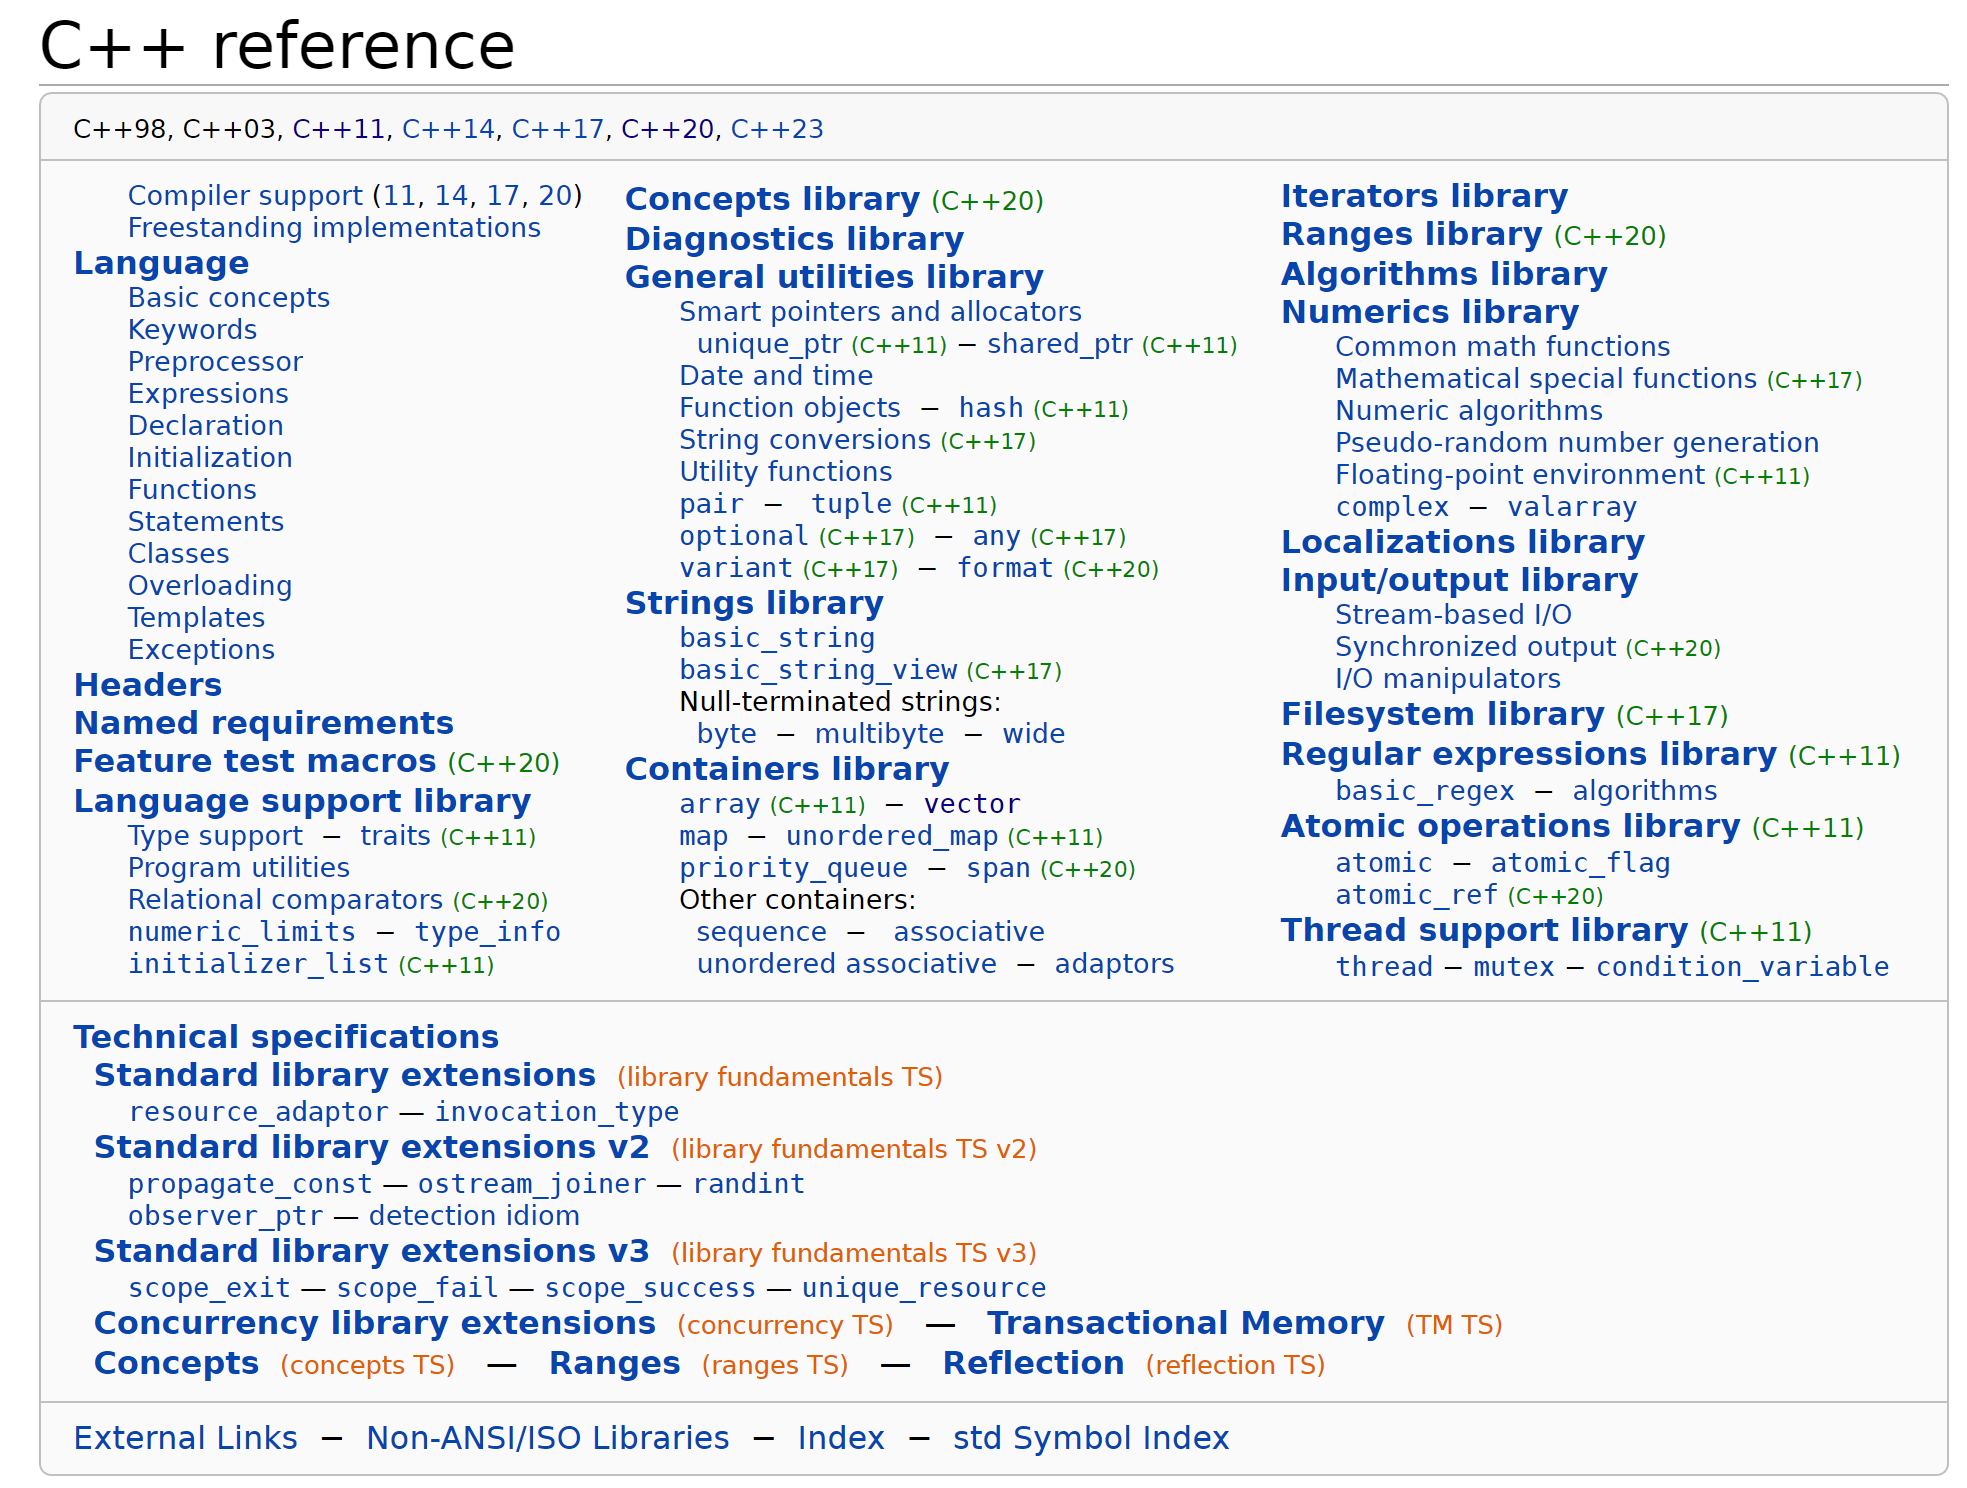 C++ reference
C++98, C++03, C++11, C++14, C++17, C++20, C++23
Compiler support (11, 14, 17, 20)
Freestanding implementations
Language
Basic concepts
Keywords
Preprocessor
Expressions
Declaration
Initialization
Functions
Statements
Classes
Overloading
Templates
Exceptions
Headers
Named requirements
Feature test macros (C++20)
Language support library
Type support − traits (C++11)
Program utilities
Relational comparators (C++20)
numeric_limits − type_info
initializer_list (C++11)
Concepts library (C++20)
Diagnostics library
General utilities library
Smart pointers and allocators
unique_ptr (C++11) − shared_ptr (C++11)
Date and time
Function objects − hash (C++11)
String conversions (C++17)
Utility functions
pair − tuple (C++11)
optional (C++17) − any (C++17)
variant (C++17) − format (C++20)
Strings library
basic_string
basic_string_view (C++17)
Null-terminated strings:
byte − multibyte − wide
Containers library
array (C++11) − vector
map − unordered_map (C++11)
priority_queue − span (C++20)
Other containers:
sequence − associative
unordered associative − adaptors
Iterators library
Ranges library (C++20)
Algorithms library
Numerics library
Common math functions
Mathematical special functions (C++17)
Numeric algorithms
Pseudo-random number generation
Floating-point environment (C++11)
complex − valarray
Localizations library
Input/output library
Stream-based I/O
Synchronized output (C++20)
I/O manipulators
Filesystem library (C++17)
Regular expressions library (C++11)
basic_regex − algorithms
Atomic operations library (C++11)
atomic − atomic_flag
atomic_ref (C++20)
Thread support library (C++11)
thread − mutex − condition_variable
Technical specifications
Standard library extensions (library fundamentals TS)
resource_adaptor — invocation_type
Standard library extensions v2 (library fundamentals TS v2)
propagate_const — ostream_joiner — randint
observer_ptr — detection idiom
Standard library extensions v3 (library fundamentals TS v3)
scope_exit — scope_fail — scope_success — unique_resource
Concurrency library extensions (concurrency TS) — Transactional Memory (TM TS)
Concepts (concepts TS) — Ranges (ranges TS) — Reflection (reflection TS)
External Links − Non-ANSI/ISO Libraries − Index − std Symbol Index